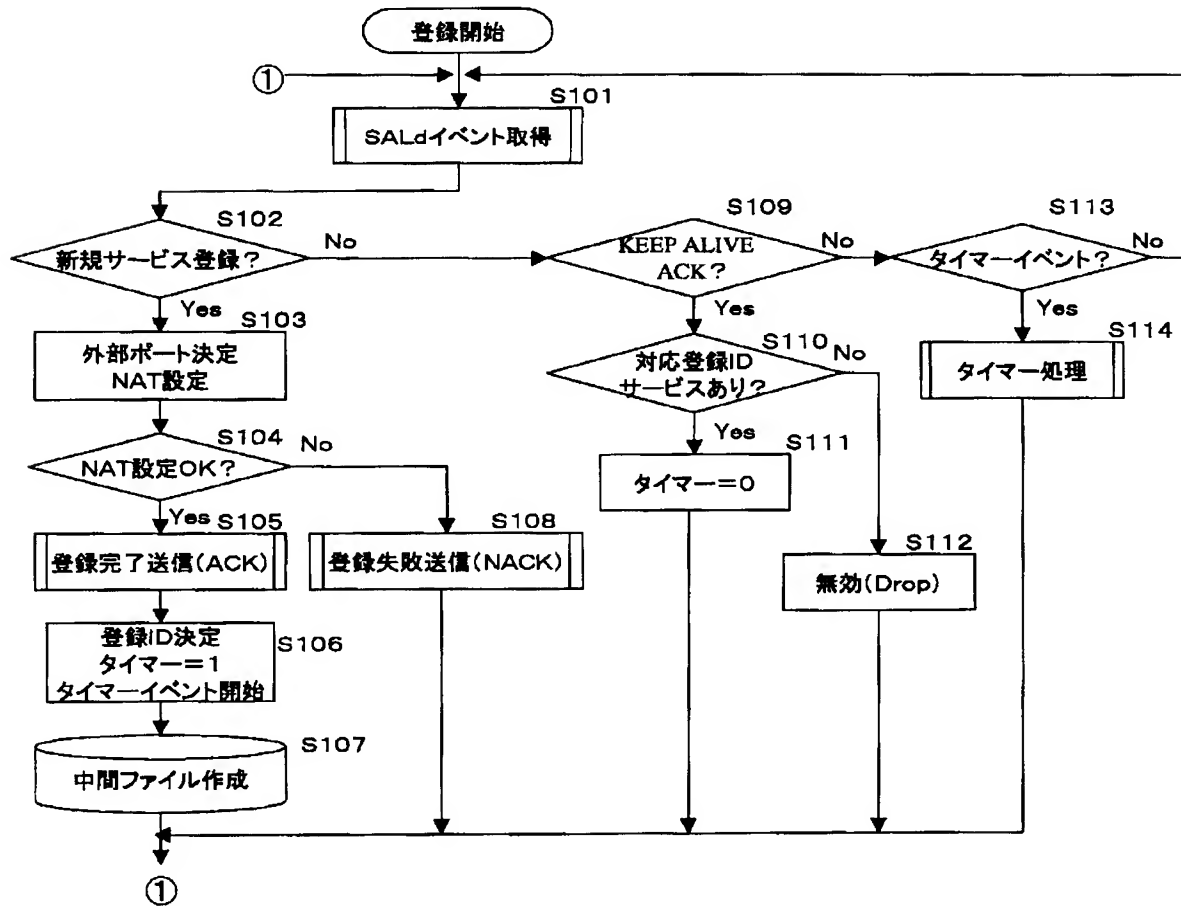 登録開始
①
S101
SALdイベント取得
S102
新規サービス登録？
No
Yes
S109
KEEP ALIVE
ACK？
No
Yes
S113
タイマーイベント？
No
Yes
S103
外部ポート決定
NAT設定
S110
対応登録ID
サービスあり？
No
Yes
S114
タイマー処理
S104
NAT設定OK？
No
Yes
S111
タイマー＝0
S105
登録完了送信(ACK)
S108
登録失敗送信(NACK)
S112
無効(Drop)
S106
登録ID決定
タイマー＝1
タイマーイベント開始
S107
中間ファイル作成
①